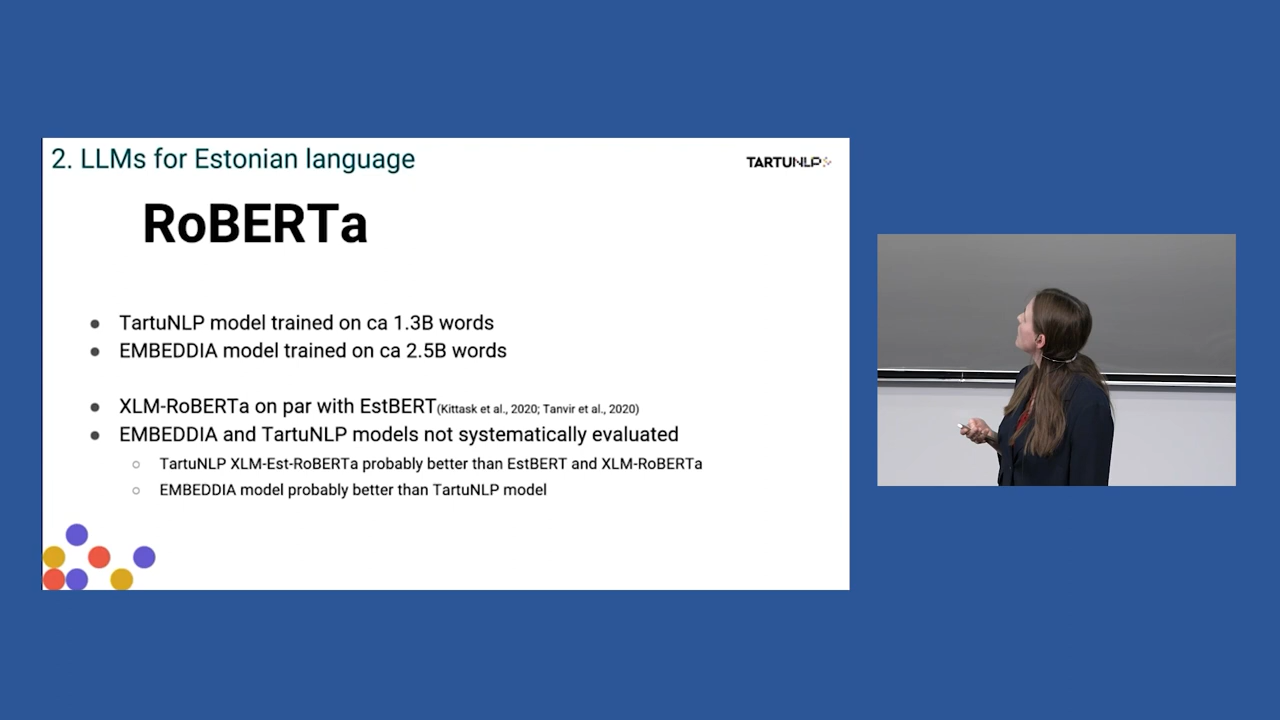 2. LLMs for Estonian language
TARTUNLP
RoBERTa
● TartuNLP model trained on ca 1.3B words
● EMBEDDIA model trained on ca 2.5B words
● XLM-RoBERTa on par with EstBERT(Kittask et al., 2020; Tanvir et al., 2020)
● EMBEDDIA and TartuNLP models not systematically evaluated
○ TartuNLP XLM-Est-RoBERTa probably better than EstBERT and XLM-RoBERTa
○ EMBEDDIA model probably better than TartuNLP model